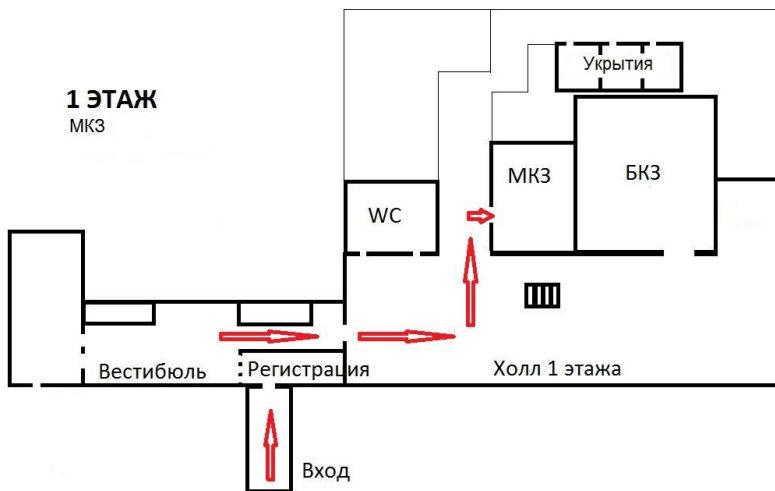 1 ЭТАЖ
МКЗ
Укрытия
МКЗ
БКЗ
WC
Вестибюль
Регистрация
Холл 1 этажа
Вход